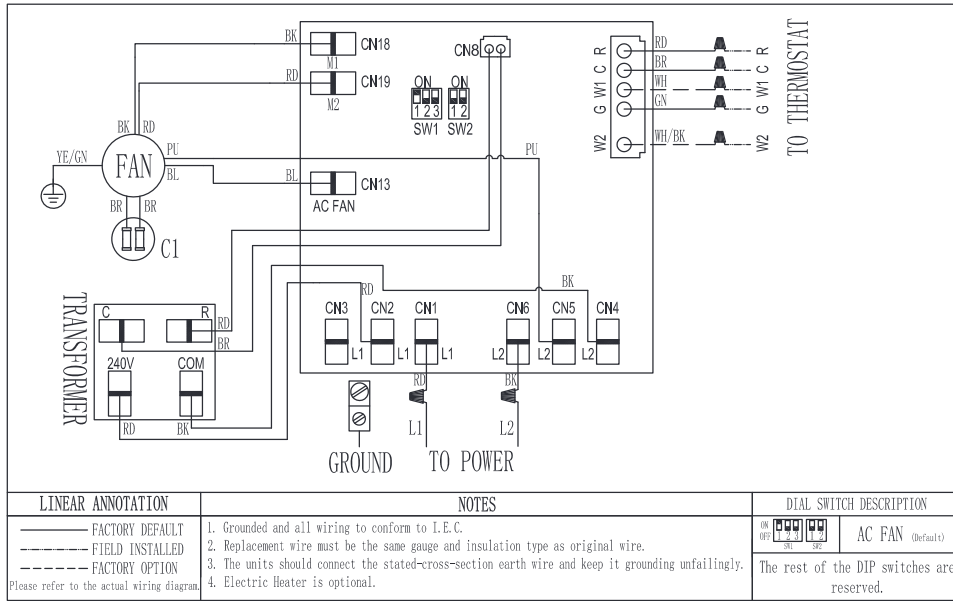 BK
CN18
M1
RD
CN19
M2
CN8
ON
1 2 3
SW1
ON
1 2
SW2
R
C
W1
G
W2
RD
BR
WH
GN
WH/BK
R
C
W1
G
W2
TO THERMOSTAT
BK
RD
YE/GN
FAN
PU
BL
PU
BL
CN13
AC FAN
BR
BR
C1
TRANSFORMER
C
R
RD
BR
240V
COM
RD
BK
RD
BK
CN3
CN2
CN1
CN6
CN5
CN4
L1
L1
L1
L2
L2
L2
RD
BK
L1
L2
GROUND
TO POWER
LINEAR ANNOTATION
FACTORY DEFAULT
FIELD INSTALLED
FACTORY OPTION
Please refer to the actual wiring diagram.
NOTES
1. Grounded and all wiring to conform to I.E.C.
2. Replacement wire must be the same gauge and insulation type as original wire.
3. The units should connect the stated-cross-section earth wire and keep it grounding unfailingly.
4. Electric Heater is optional.
DIAL SWITCH DESCRIPTION
ON
OFF
1 2 3
SW1
1 2
SW2
AC FAN (Default)
The rest of the DIP switches are
reserved.